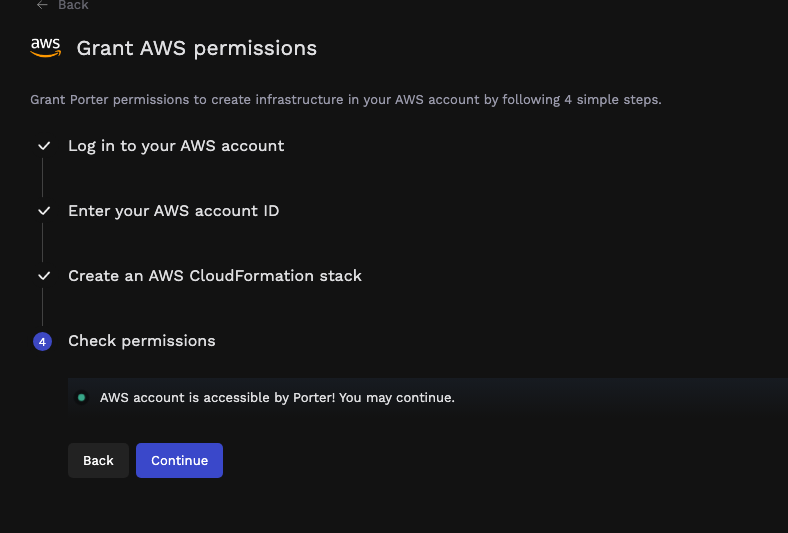 ← Back
aws Grant AWS permissions
Grant Porter permissions to create infrastructure in your AWS account by following 4 simple steps.
Log in to your AWS account
Enter your AWS account ID
Create an AWS CloudFormation stack
4 Check permissions
AWS account is accessible by Porter! You may continue.
Back Continue